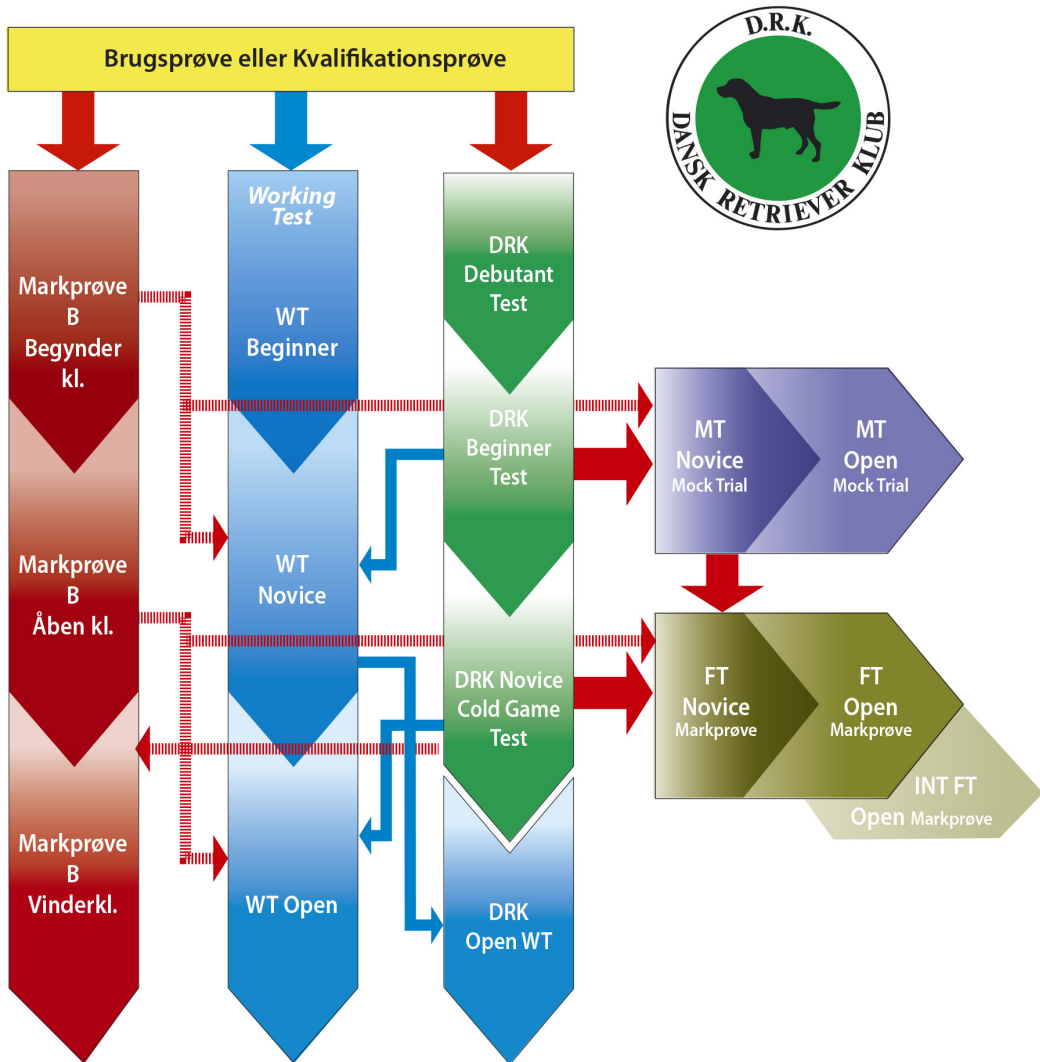 Brugsprøve eller Kvalifikationsprøve
D.R.K.
DANSK RETRIEVER KLUB
Markprøve
B
Begynder
kl.
Markprøve
B
Åben kl.
Markprøve
B
Vinderkl.
Working
Test
WT
Beginner
WT
Novice
WT Open
DRK
Debutant
Test
DRK
Beginner
Test
DRK Novice
Cold Game
Test
DRK
Open WT
MT
Novice
Mock Trial
MT
Open
Mock Trial
FT
Novice
Markprøve
FT
Open
Markprøve
INT FT
Open Markprøve